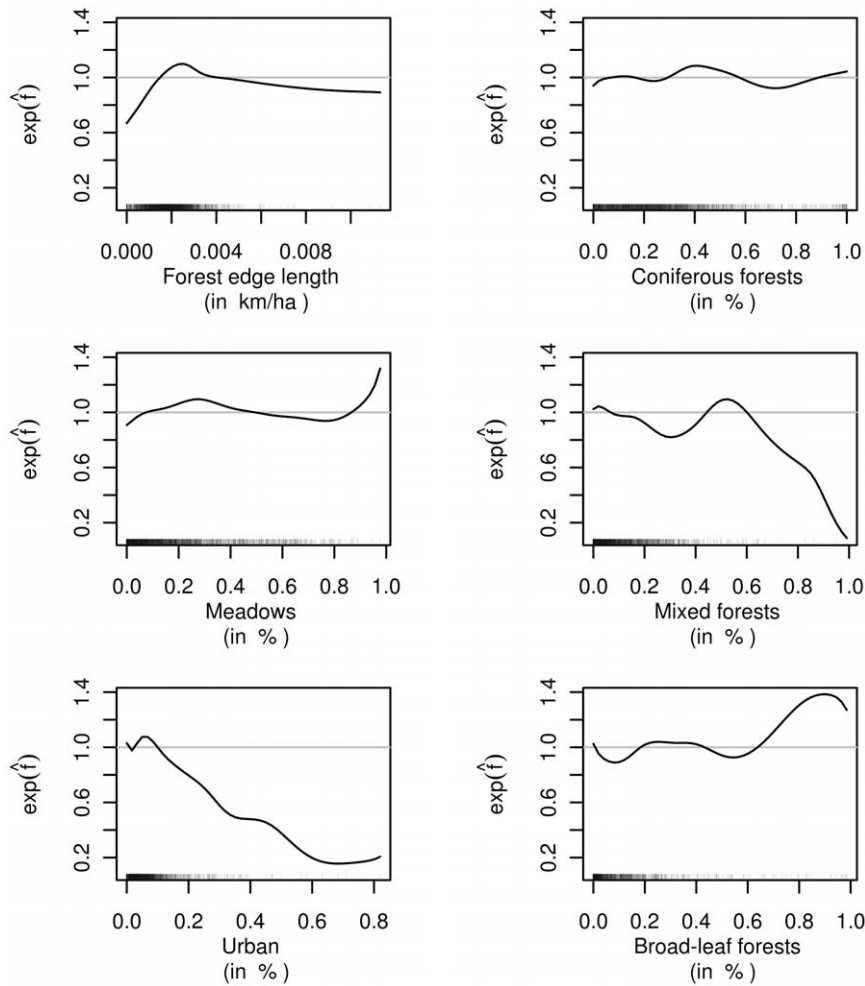 1.4
1.0
0.6
0.2
exp(f̂)
0.000 0.004 0.008
Forest edge length
(in km/ha )
1.4
1.0
0.6
0.2
exp(f̂)
0.0 0.2 0.4 0.6 0.8 1.0
Coniferous forests
(in % )
1.4
1.0
0.6
0.2
exp(f̂)
0.0 0.2 0.4 0.6 0.8 1.0
Meadows
(in % )
1.4
1.0
0.6
0.2
exp(f̂)
0.0 0.2 0.4 0.6 0.8 1.0
Mixed forests
(in % )
1.4
1.0
0.6
0.2
exp(f̂)
0.0 0.2 0.4 0.6 0.8
Urban
(in % )
1.4
1.0
0.6
0.2
exp(f̂)
0.0 0.2 0.4 0.6 0.8 1.0
Broad-leaf forests
(in % )